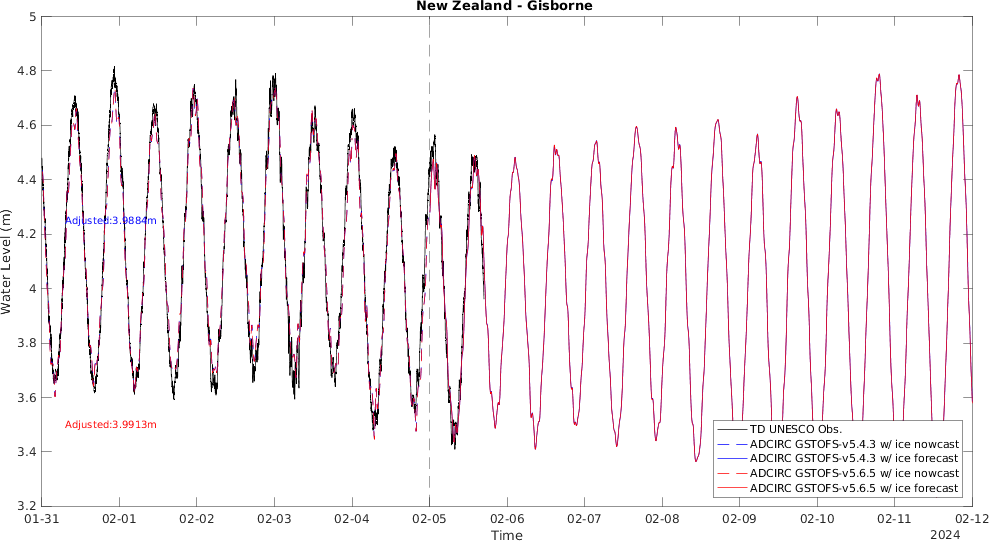 New Zealand - Gisborne
5
4.8
4.6
4.4
4.2
4
3.8
3.6
3.4
3.2
Water Level (m)
Adjusted:3.9884m
Adjusted:3.9913m
TD UNESCO Obs.
ADCIRC GSTOFS-v5.4.3 w/ ice nowcast
ADCIRC GSTOFS-v5.4.3 w/ ice forecast
ADCIRC GSTOFS-v5.6.5 w/ ice nowcast
ADCIRC GSTOFS-v5.6.5 w/ ice forecast
01-31 02-01 02-02 02-03 02-04 02-05 02-06 02-07 02-08 02-09 02-10 02-11 02-12
Time
2024